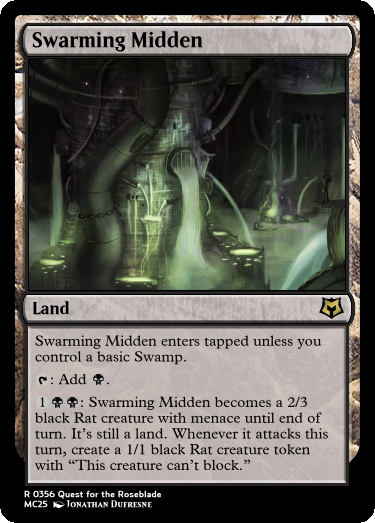 Swarming Midden
Land
Swarming Midden enters tapped unless you
control a basic Swamp.
: Add .
1 : Swarming Midden becomes a 2/3
black Rat creature with menace until end of
turn. It's still a land. Whenever it attacks this
turn, create a 1/1 black Rat creature token
with “This creature can't block.”
R 0356 Quest for the Roseblade
MC25 Jonathan Dufresne